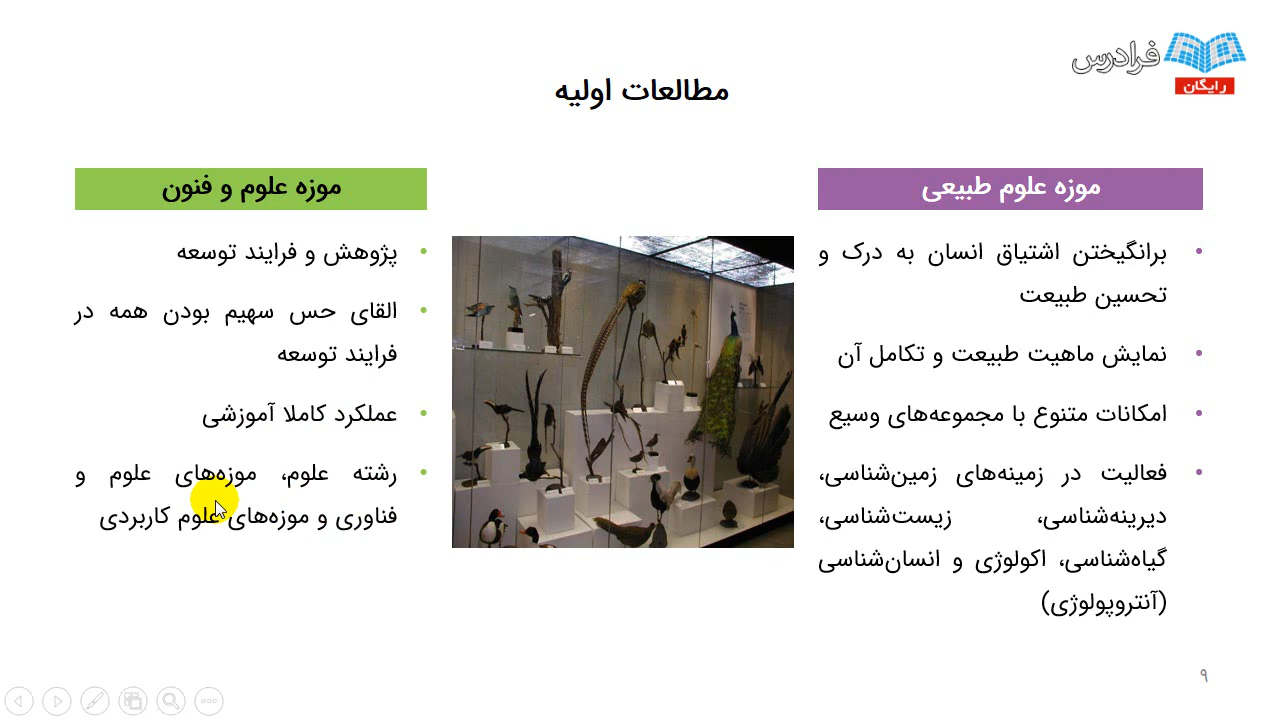 فرادرس
رایگان
مطالعات اولیه
موزه علوم طبیعی
برانگیختن اشتیاق انسان به درک و
تحسین طبیعت
نمایش ماهیت طبیعت و تکامل آن
امکانات متنوع با مجموعه‌های وسیع
فعالیت در زمینه‌های زمین‌شناسی،
دیرینه‌شناسی، زیست‌شناسی،
گیاه‌شناسی، اکولوژی و انسان‌شناسی
(آنتروپولوژی)
موزه علوم و فنون
پژوهش و فرایند توسعه
القای حس سهیم بودن همه در
فرایند توسعه
عملکرد کاملا آموزشی
رشته علوم، موزه‌های علوم و
فناوری و موزه‌های علوم کاربردی
۹